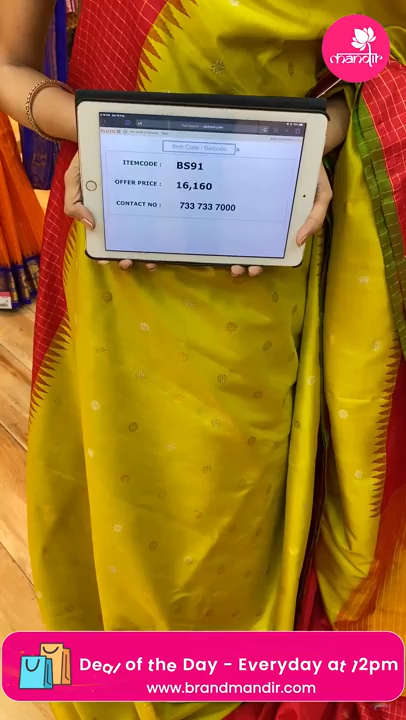 mandir
Item Code / Barcode
ITEMCODE : BS91
OFFER PRICE : 16,160
CONTACT NO : 733 733 7000
Deal of the Day - Everyday at 12pm
www.brandmandir.com